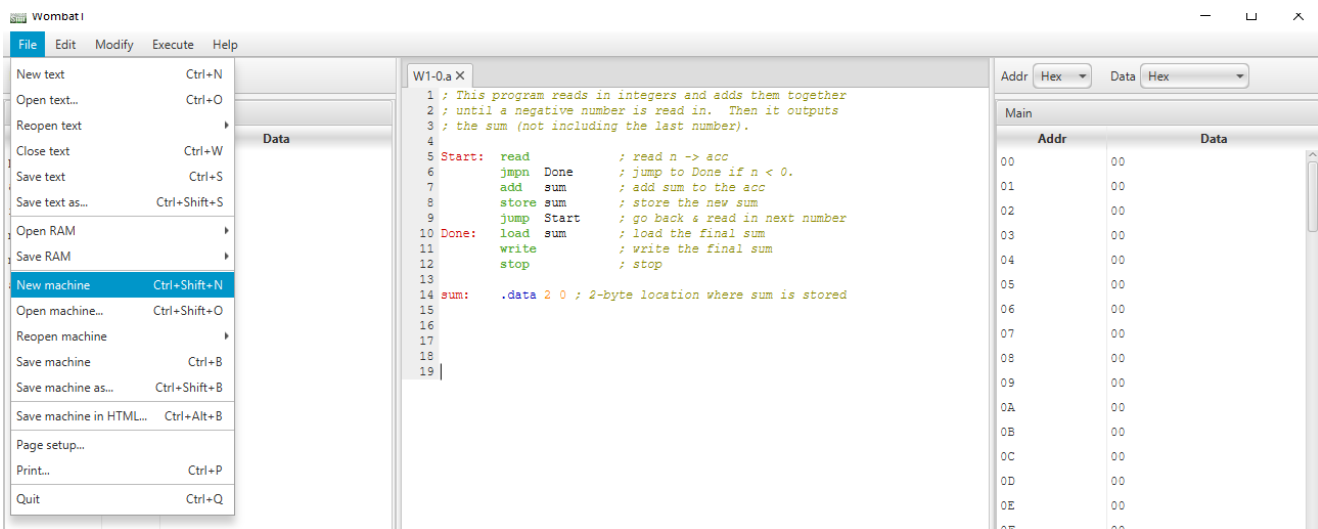 Wombat1
File Edit Modify Execute Help
New text Ctrl+N
Open text... Ctrl+O
Reopen text
Close text Ctrl+W
Save text Ctrl+S
Save text as... Ctrl+Shift+S
Open RAM
Save RAM
New machine Ctrl+Shift+N
Open machine... Ctrl+Shift+O
Reopen machine
Save machine Ctrl+B
Save machine as... Ctrl+Shift+B
Save machine in HTML... Ctrl+Alt+B
Page setup...
Print... Ctrl+P
Quit Ctrl+Q
Data
W1-0.a X
1 ; This program reads in integers and adds them together
2 ; until a negative number is read in.  Then it outputs
3 ; the sum (not including the last number).
4
5 Start:  read           ; read n -> acc
6         jmpn  Done     ; jump to Done if n < 0.
7         add   sum      ; add sum to the acc
8         store sum      ; store the new sum
9         jump  Start    ; go back & read in next number
10 Done:   load  sum      ; load the final sum
11         write          ; write the final sum
12         stop           ; stop
13
14 sum:    .data 2 0 ; 2-byte location where sum is stored
15
16
17
18
19
Addr Hex Data Hex
Main
Addr Data
00 00
01 00
02 00
03 00
04 00
05 00
06 00
07 00
08 00
09 00
0A 00
0B 00
0C 00
0D 00
0E 00